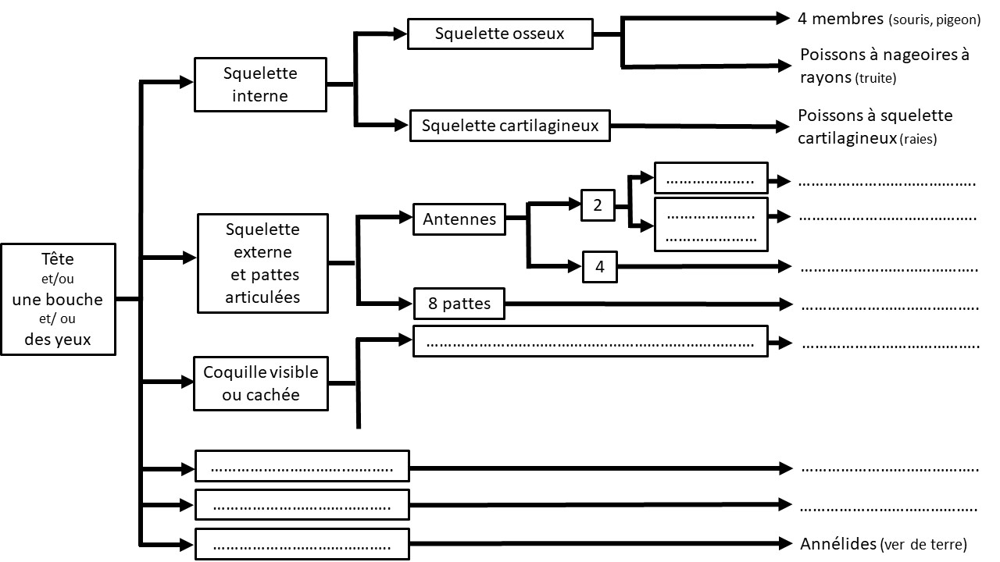 Tête
et/ou
une bouche
et/ ou
des yeux
Squelette
interne
Squelette osseux
4 membres (souris, pigeon)
Poissons à nageoires à
rayons (truite)
Squelette cartilagineux
Poissons à squelette
cartilagineux (raies)
Squelette
externe
et pattes
articulées
Antennes
2
………………..
…………………………………..
………………..
…………………
…………………………………..
4
…………………………………..
8 pattes
…………………………………..
Coquille visible
ou cachée
…………………………………………………………………..
…………………………………..
……………………………………..
…………………………………..
…………………………………..
…………………………………..
…………………………………..
Annélides (ver de terre)